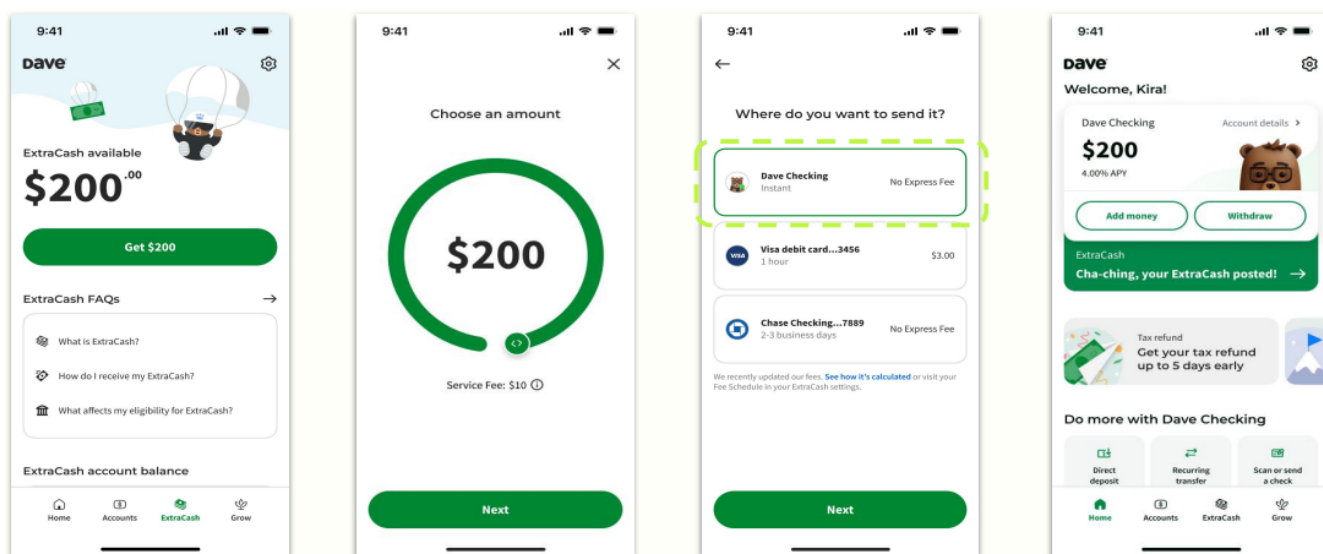 9:41
Dave
ExtraCash available
$200.00
Get $200
ExtraCash FAQs →
What is ExtraCash?
How do I receive my ExtraCash?
What affects my eligibility for ExtraCash?
ExtraCash account balance
Home Accounts ExtraCash Grow
9:41
Choose an amount
$200
Service Fee: $10
Next
9:41
Where do you want to send it?
Dave Checking
Instant
No Express Fee
VISA
Visa debit card...3456
1 hour
$3.00
Chase Checking...7889
2-3 business days
No Express Fee
We recently updated our fees. See how it's calculated or visit your
Fee Schedule in your ExtraCash settings.
Next
9:41
Dave
Welcome, Kira!
Dave Checking
Account details >
$200
4.00% APY
Add money
Withdraw
ExtraCash
Cha-ching, your ExtraCash posted! →
Tax refund
Get your tax refund
up to 5 days early
Do more with Dave Checking
Direct
deposit
Recurring
transfer
Scan or send
a check
Home Accounts ExtraCash Grow